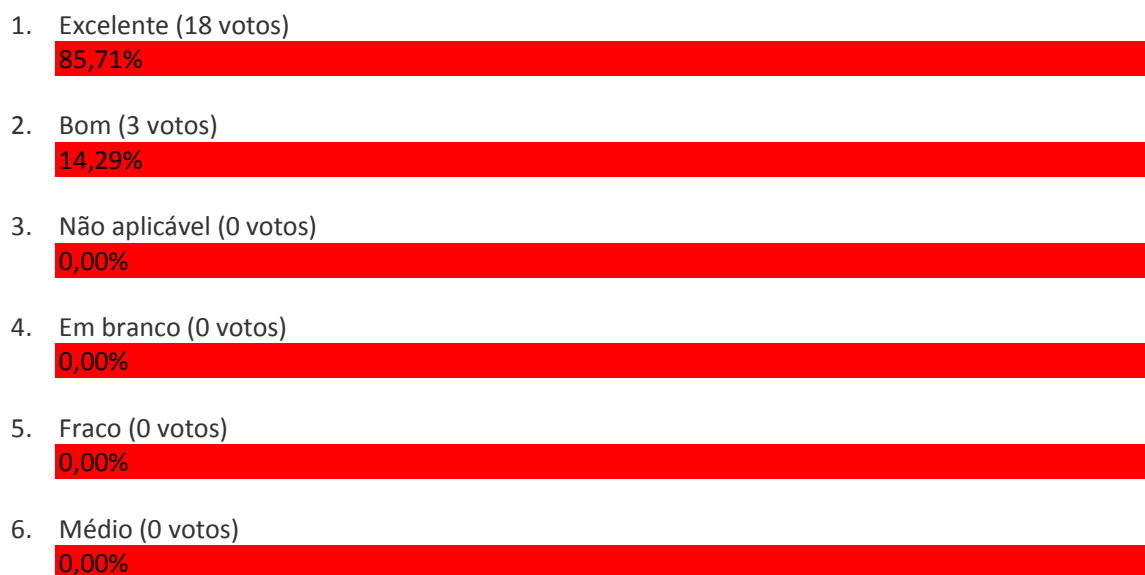 1. Excelente (18 votos)
85,71%
2. Bom (3 votos)
14,29%
3. Não aplicável (0 votos)
0,00%
4. Em branco (0 votos)
0,00%
5. Fraco (0 votos)
0,00%
6. Médio (0 votos)
0,00%